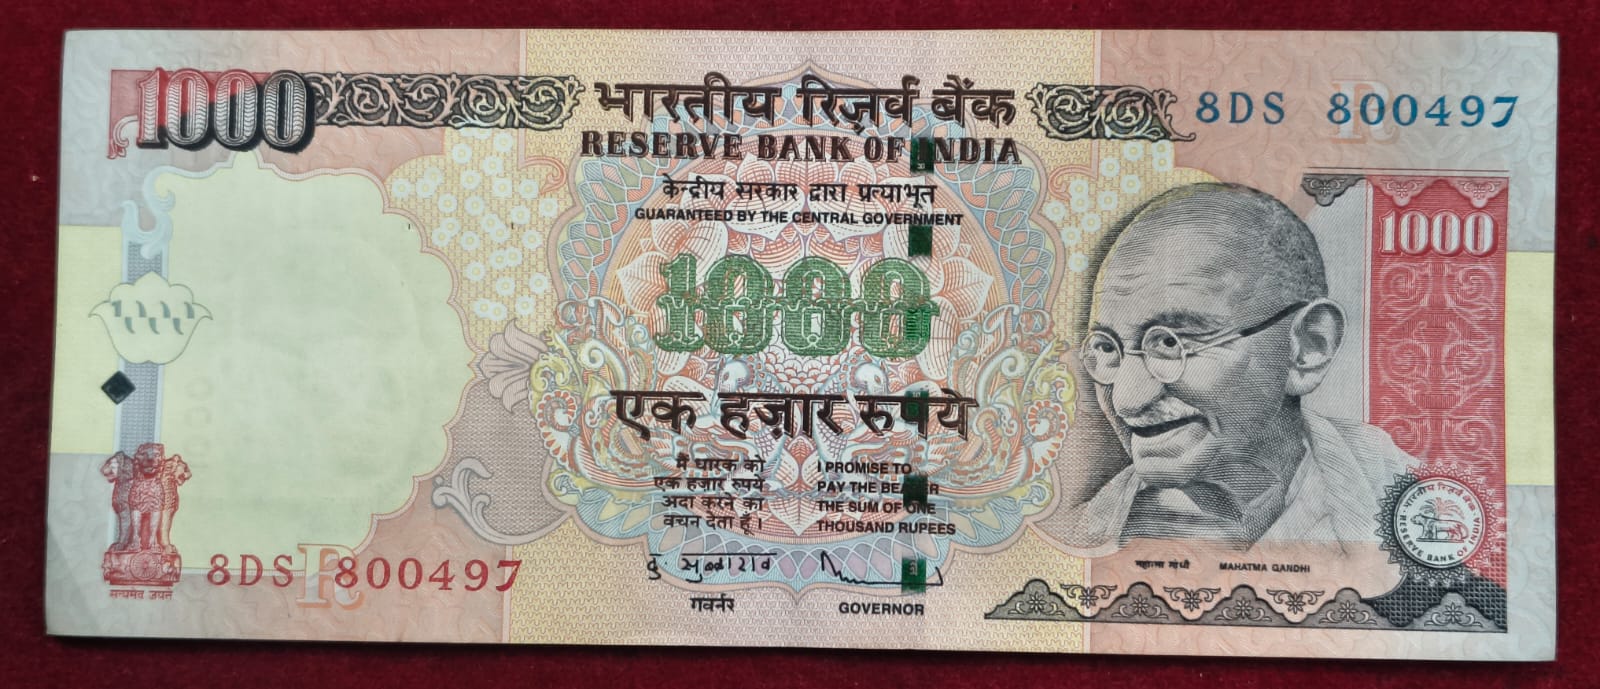 1000
भारतीय रिज़र्व बैंक
RESERVE BANK OF INDIA
8DS 800497
केन्द्रीय सरकार द्वारा प्रत्याभूत
GUARANTEED BY THE CENTRAL GOVERNMENT
1000
1000
एक हज़ार रुपये
मैं धारक को
एक हज़ार रुपये
अदा करने का
वचन देता हूँ ।
I PROMISE TO
PAY THE BEARER
THE SUM OF ONE
THOUSAND RUPEES
दु. सुब्बाराव
गवर्नर
GOVERNOR
सत्यमेव जयते
8DS 800497
R
R
महात्मा गांधी
MAHATMA GANDHI
भारतीय रिज़र्व बैंक
RESERVE BANK OF INDIA